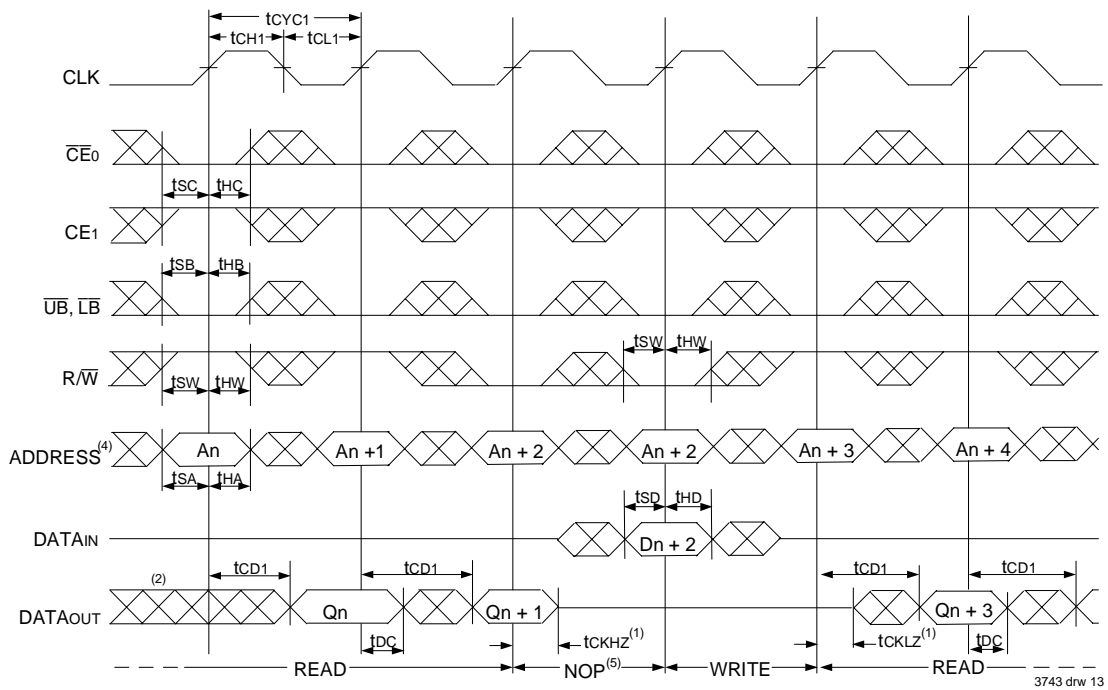 tCYC1
tCH1 tCL1
CLK
CE0
tSC tHC
CE1
tSB tHB
UB, LB
tSW tHW
R/W
tSW tHW
ADDRESS(4) An An +1 An + 2 An + 2 An + 3 An + 4
tSA tHA
tSD tHD
DATAIN Dn + 2
(2) tCD1 tCD1 tCD1 tCD1
DATAOUT Qn Qn + 1 Qn + 3
tDC tCKHZ(1) tCKLZ(1) tDC
READ NOP(5) WRITE READ
3743 drw 13